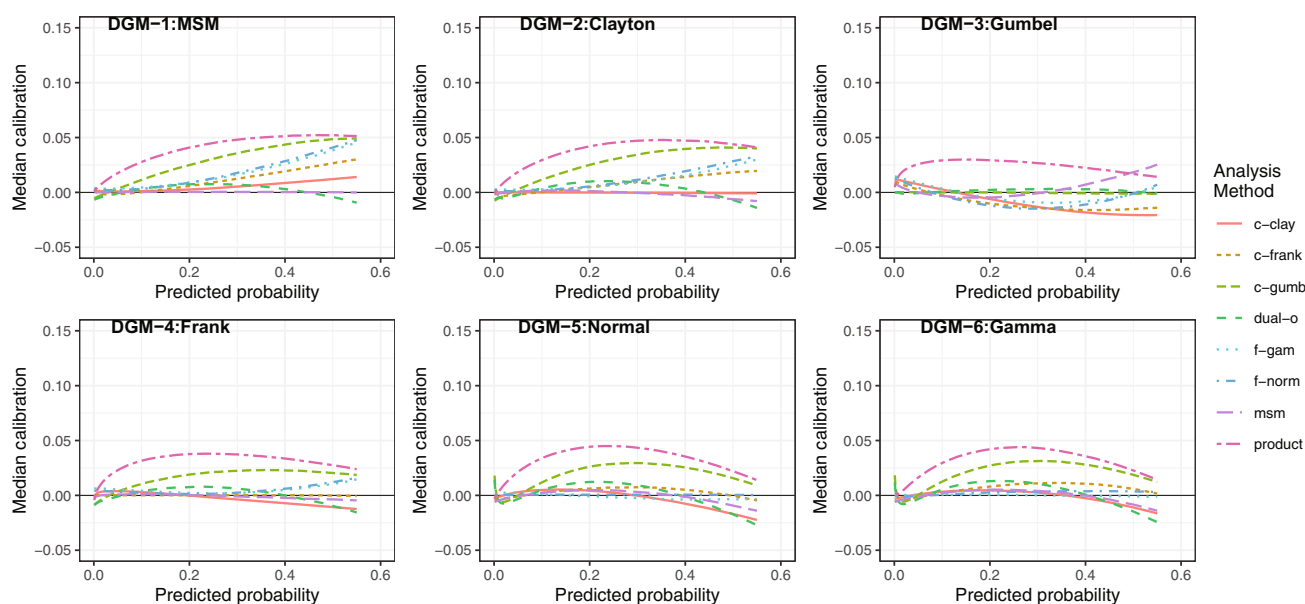 DGM−1:MSM
DGM−2:Clayton
DGM−3:Gumbel
Median calibration
0.15
0.10
0.05
0.00
−0.05
0.0 0.2 0.4 0.6
Predicted probability
Median calibration
0.15
0.10
0.05
0.00
−0.05
0.0 0.2 0.4 0.6
Predicted probability
Median calibration
0.15
0.10
0.05
0.00
−0.05
0.0 0.2 0.4 0.6
Predicted probability
DGM−4:Frank
DGM−5:Normal
DGM−6:Gamma
Median calibration
0.15
0.10
0.05
0.00
−0.05
0.0 0.2 0.4 0.6
Predicted probability
Median calibration
0.15
0.10
0.05
0.00
−0.05
0.0 0.2 0.4 0.6
Predicted probability
Median calibration
0.15
0.10
0.05
0.00
−0.05
0.0 0.2 0.4 0.6
Predicted probability
Analysis
Method
c−clay
c−frank
c−gumb
dual−o
f−gam
f−norm
msm
product